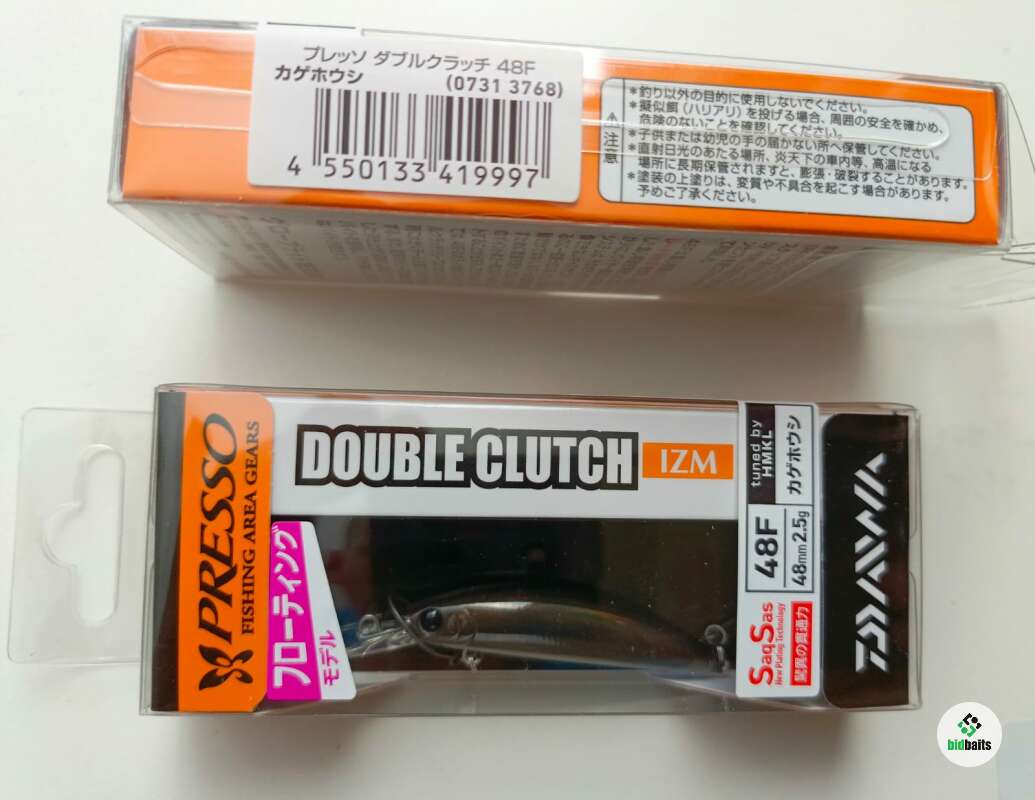 プレッソ ダブルクラッチ 48F
カゲホウシ
(0731 3768)
4 550133 419997
注意
*釣り以外の目的に使用しないでください。
*擬似餌(ハリアリ)を投げる場合、周囲の安全を確かめ、
危険のないことを確認してください。
*子供または幼児の手の届かない所へ保管してください。
*直射日光のあたる場所、炎天下の車内等、高温になる
場所に長期保管されますと、膨張・破裂することがあります。
*塗装の上塗りは、変質や不具合を起こす場合があります。
予めご了承ください。
PRESSO
FISHING AREA GEARS
フローティング
モデル
DOUBLE CLUTCH
IZM
tuned by
HMKL
カゲホウシ
48F
48mm2.5g
SaqSas
New Plating Technology
驚異の貫通力
DAIWA
bidbaits